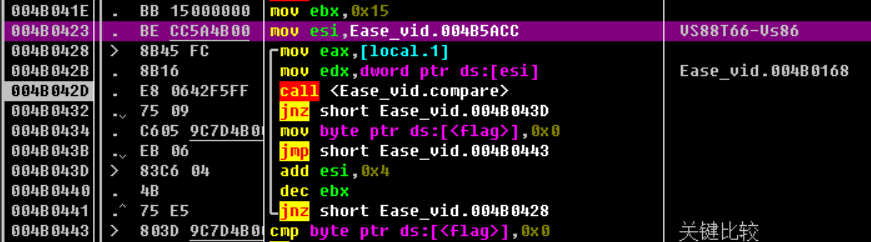 004B041E . BB 15000000 mov ebx,0x15
004B0423 . BE CC5A4B00 mov esi,Ease_vid.004B5ACC VS88T66-Vs86
004B0428 > 8B45 FC mov eax,[local.1]
004B042B . 8B16 mov edx,dword ptr ds:[esi] Ease_vid.004B0168
004B042D . E8 0642F5FF call <Ease_vid.compare>
004B0432 .ˬ 75 09 jnz short Ease_vid.004B043D
004B0434 . C605 9C7D4B00 mov byte ptr ds:[<flag>],0x0
004B043B .ˬ EB 06 jmp short Ease_vid.004B0443
004B043D > 83C6 04 add esi,0x4
004B0440 . 4B dec ebx
004B0441 .^ 75 E5 jnz short Ease_vid.004B0428
004B0443 > 803D 9C7D4B00 cmp byte ptr ds:[<flag>],0x0 关键比较